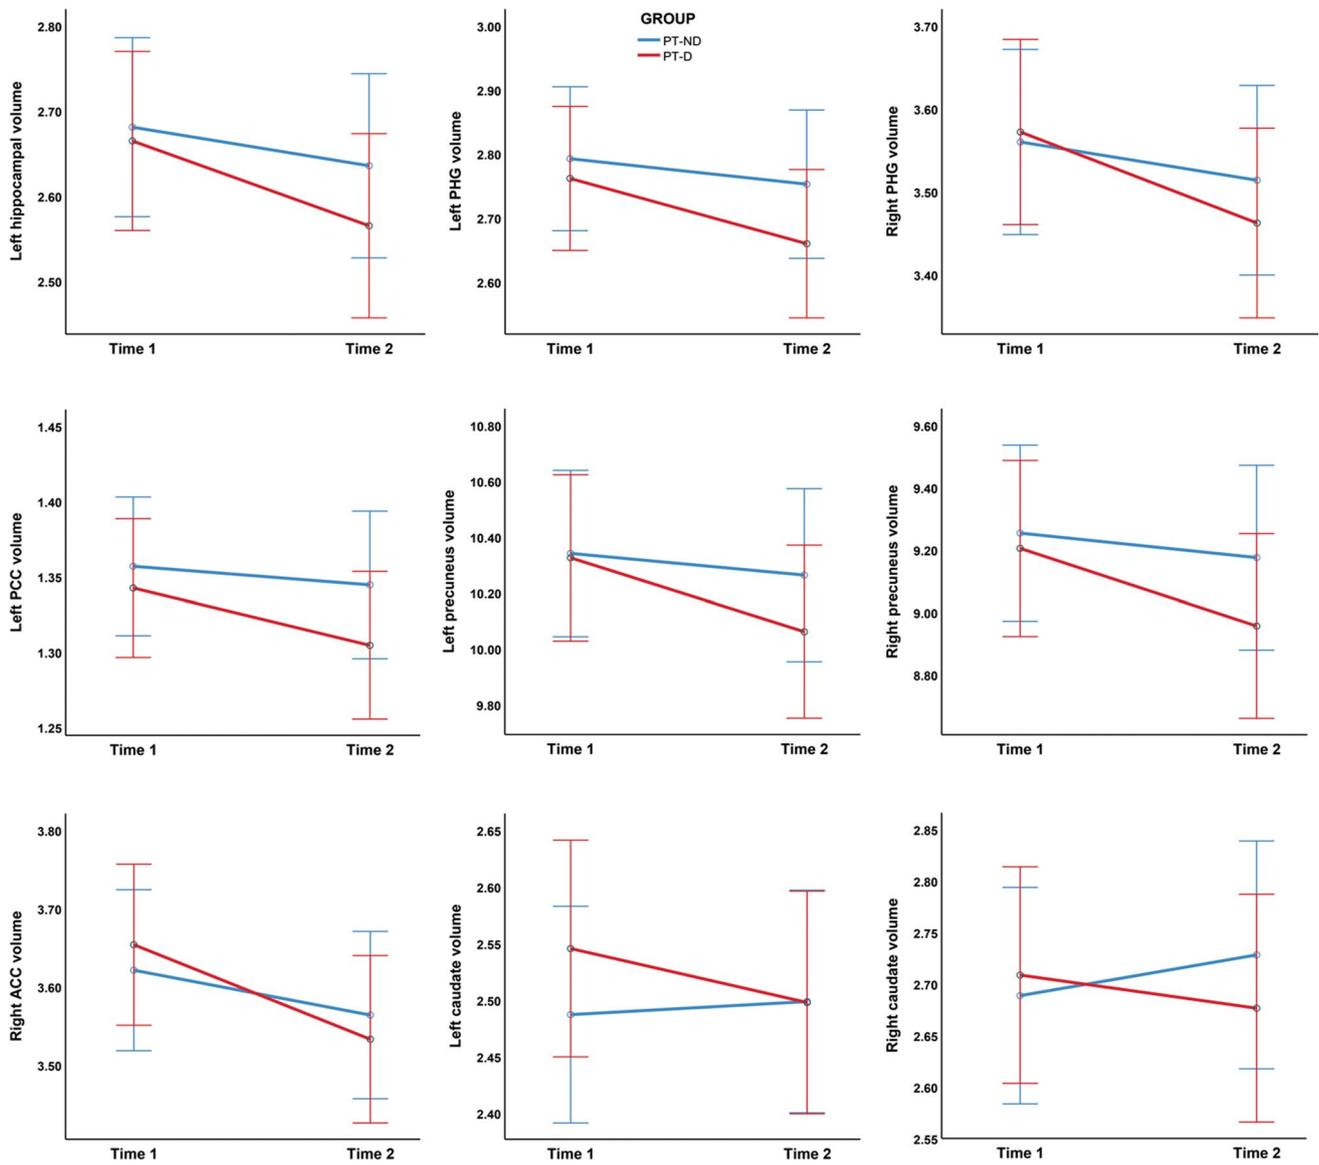 GROUP
PT-ND
PT-D
Left hippocampal volume
2.80
2.70
2.60
2.50
Time 1
Time 2
Left PHG volume
3.00
2.90
2.80
2.70
2.60
Time 1
Time 2
Right PHG volume
3.70
3.60
3.50
3.40
Time 1
Time 2
Left PCC volume
1.45
1.40
1.35
1.30
1.25
Time 1
Time 2
Left precuneus volume
10.80
10.60
10.40
10.20
10.00
9.80
Time 1
Time 2
Right precuneus volume
9.60
9.40
9.20
9.00
8.80
Time 1
Time 2
Right ACC volume
3.80
3.70
3.60
3.50
Time 1
Time 2
Left caudate volume
2.65
2.60
2.55
2.50
2.45
2.40
Time 1
Time 2
Right caudate volume
2.85
2.80
2.75
2.70
2.65
2.60
2.55
Time 1
Time 2